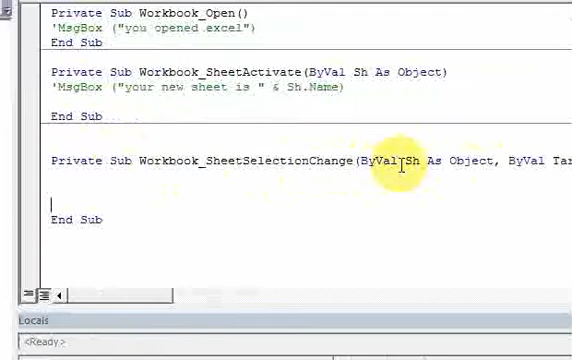 Private Sub Workbook_Open()
'MsgBox ("you opened excel")
End Sub
Private Sub Workbook_SheetActivate(ByVal Sh As Object)
'MsgBox ("your new sheet is " & Sh.Name)
End Sub
Private Sub Workbook_SheetSelectionChange(ByVal Sh As Object, ByVal Tar
End Sub
Locals
<Ready>